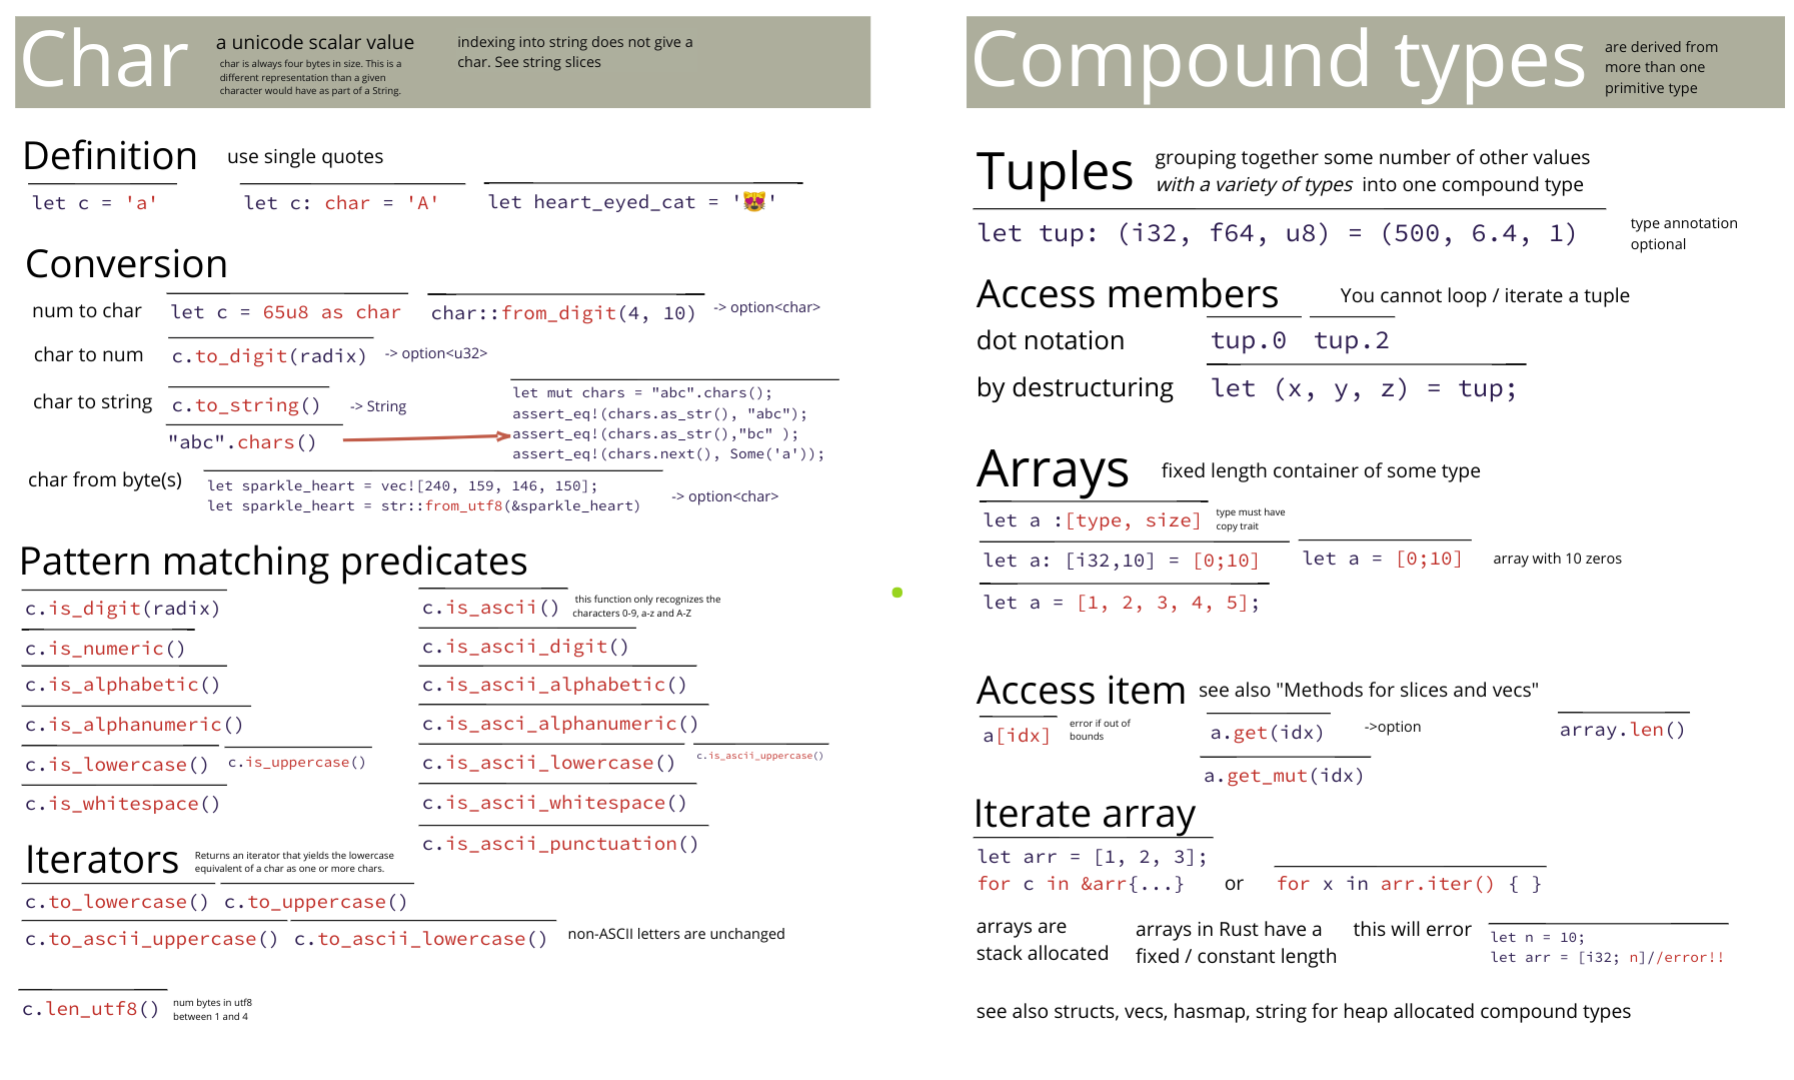 Char
a unicode scalar value
char is always four bytes in size. This is a
different representation than a given
character would have as part of a String.
indexing into string does not give a
char. See string slices
Definition
use single quotes
let c = 'a'
let c: char = 'A'
let heart_eyed_cat = '😻'
Conversion
num to char
let c = 65u8 as char
char::from_digit(4, 10)
-> option<char>
char to num
c.to_digit(radix)
-> option<u32>
char to string
c.to_string()
-> String
"abc".chars()
let mut chars = "abc".chars();
assert_eq!(chars.as_str(), "abc");
assert_eq!(chars.as_str(),"bc" );
assert_eq!(chars.next(), Some('a'));
char from byte(s)
let sparkle_heart = vec![240, 159, 146, 150];
let sparkle_heart = str::from_utf8(&sparkle_heart)
-> option<char>
Pattern matching predicates
c.is_digit(radix)
c.is_numeric()
c.is_alphabetic()
c.is_alphanumeric()
c.is_lowercase()
c.is_uppercase()
c.is_whitespace()
c.is_ascii()
this function only recognizes the
characters 0-9, a-z and A-Z
c.is_ascii_digit()
c.is_ascii_alphabetic()
c.is_asci_alphanumeric()
c.is_ascii_lowercase()
c.is_ascii_uppercase()
c.is_ascii_whitespace()
c.is_ascii_punctuation()
Iterators
Returns an iterator that yields the lowercase
equivalent of a char as one or more chars.
c.to_lowercase()
c.to_uppercase()
c.to_ascii_uppercase()
c.to_ascii_lowercase()
non-ASCII letters are unchanged
c.len_utf8()
num bytes in utf8
between 1 and 4
Compound types
are derived from
more than one
primitive type
Tuples
grouping together some number of other values
with a variety of types into one compound type
let tup: (i32, f64, u8) = (500, 6.4, 1)
type annotation
optional
Access members
You cannot loop / iterate a tuple
dot notation
tup.0
tup.2
by destructuring
let (x, y, z) = tup;
Arrays
fixed length container of some type
let a :[type, size]
type must have
copy trait
let a: [i32,10] = [0;10]
let a = [0;10]
array with 10 zeros
let a = [1, 2, 3, 4, 5];
Access item
see also "Methods for slices and vecs"
a[idx]
error if out of
bounds
a.get(idx)
->option
array.len()
a.get_mut(idx)
Iterate array
let arr = [1, 2, 3];
for c in &arr{...}
or
for x in arr.iter() { }
arrays are
stack allocated
arrays in Rust have a
fixed / constant length
this will error
let n = 10;
let arr = [i32; n]//error!!
see also structs, vecs, hasmap, string for heap allocated compound types